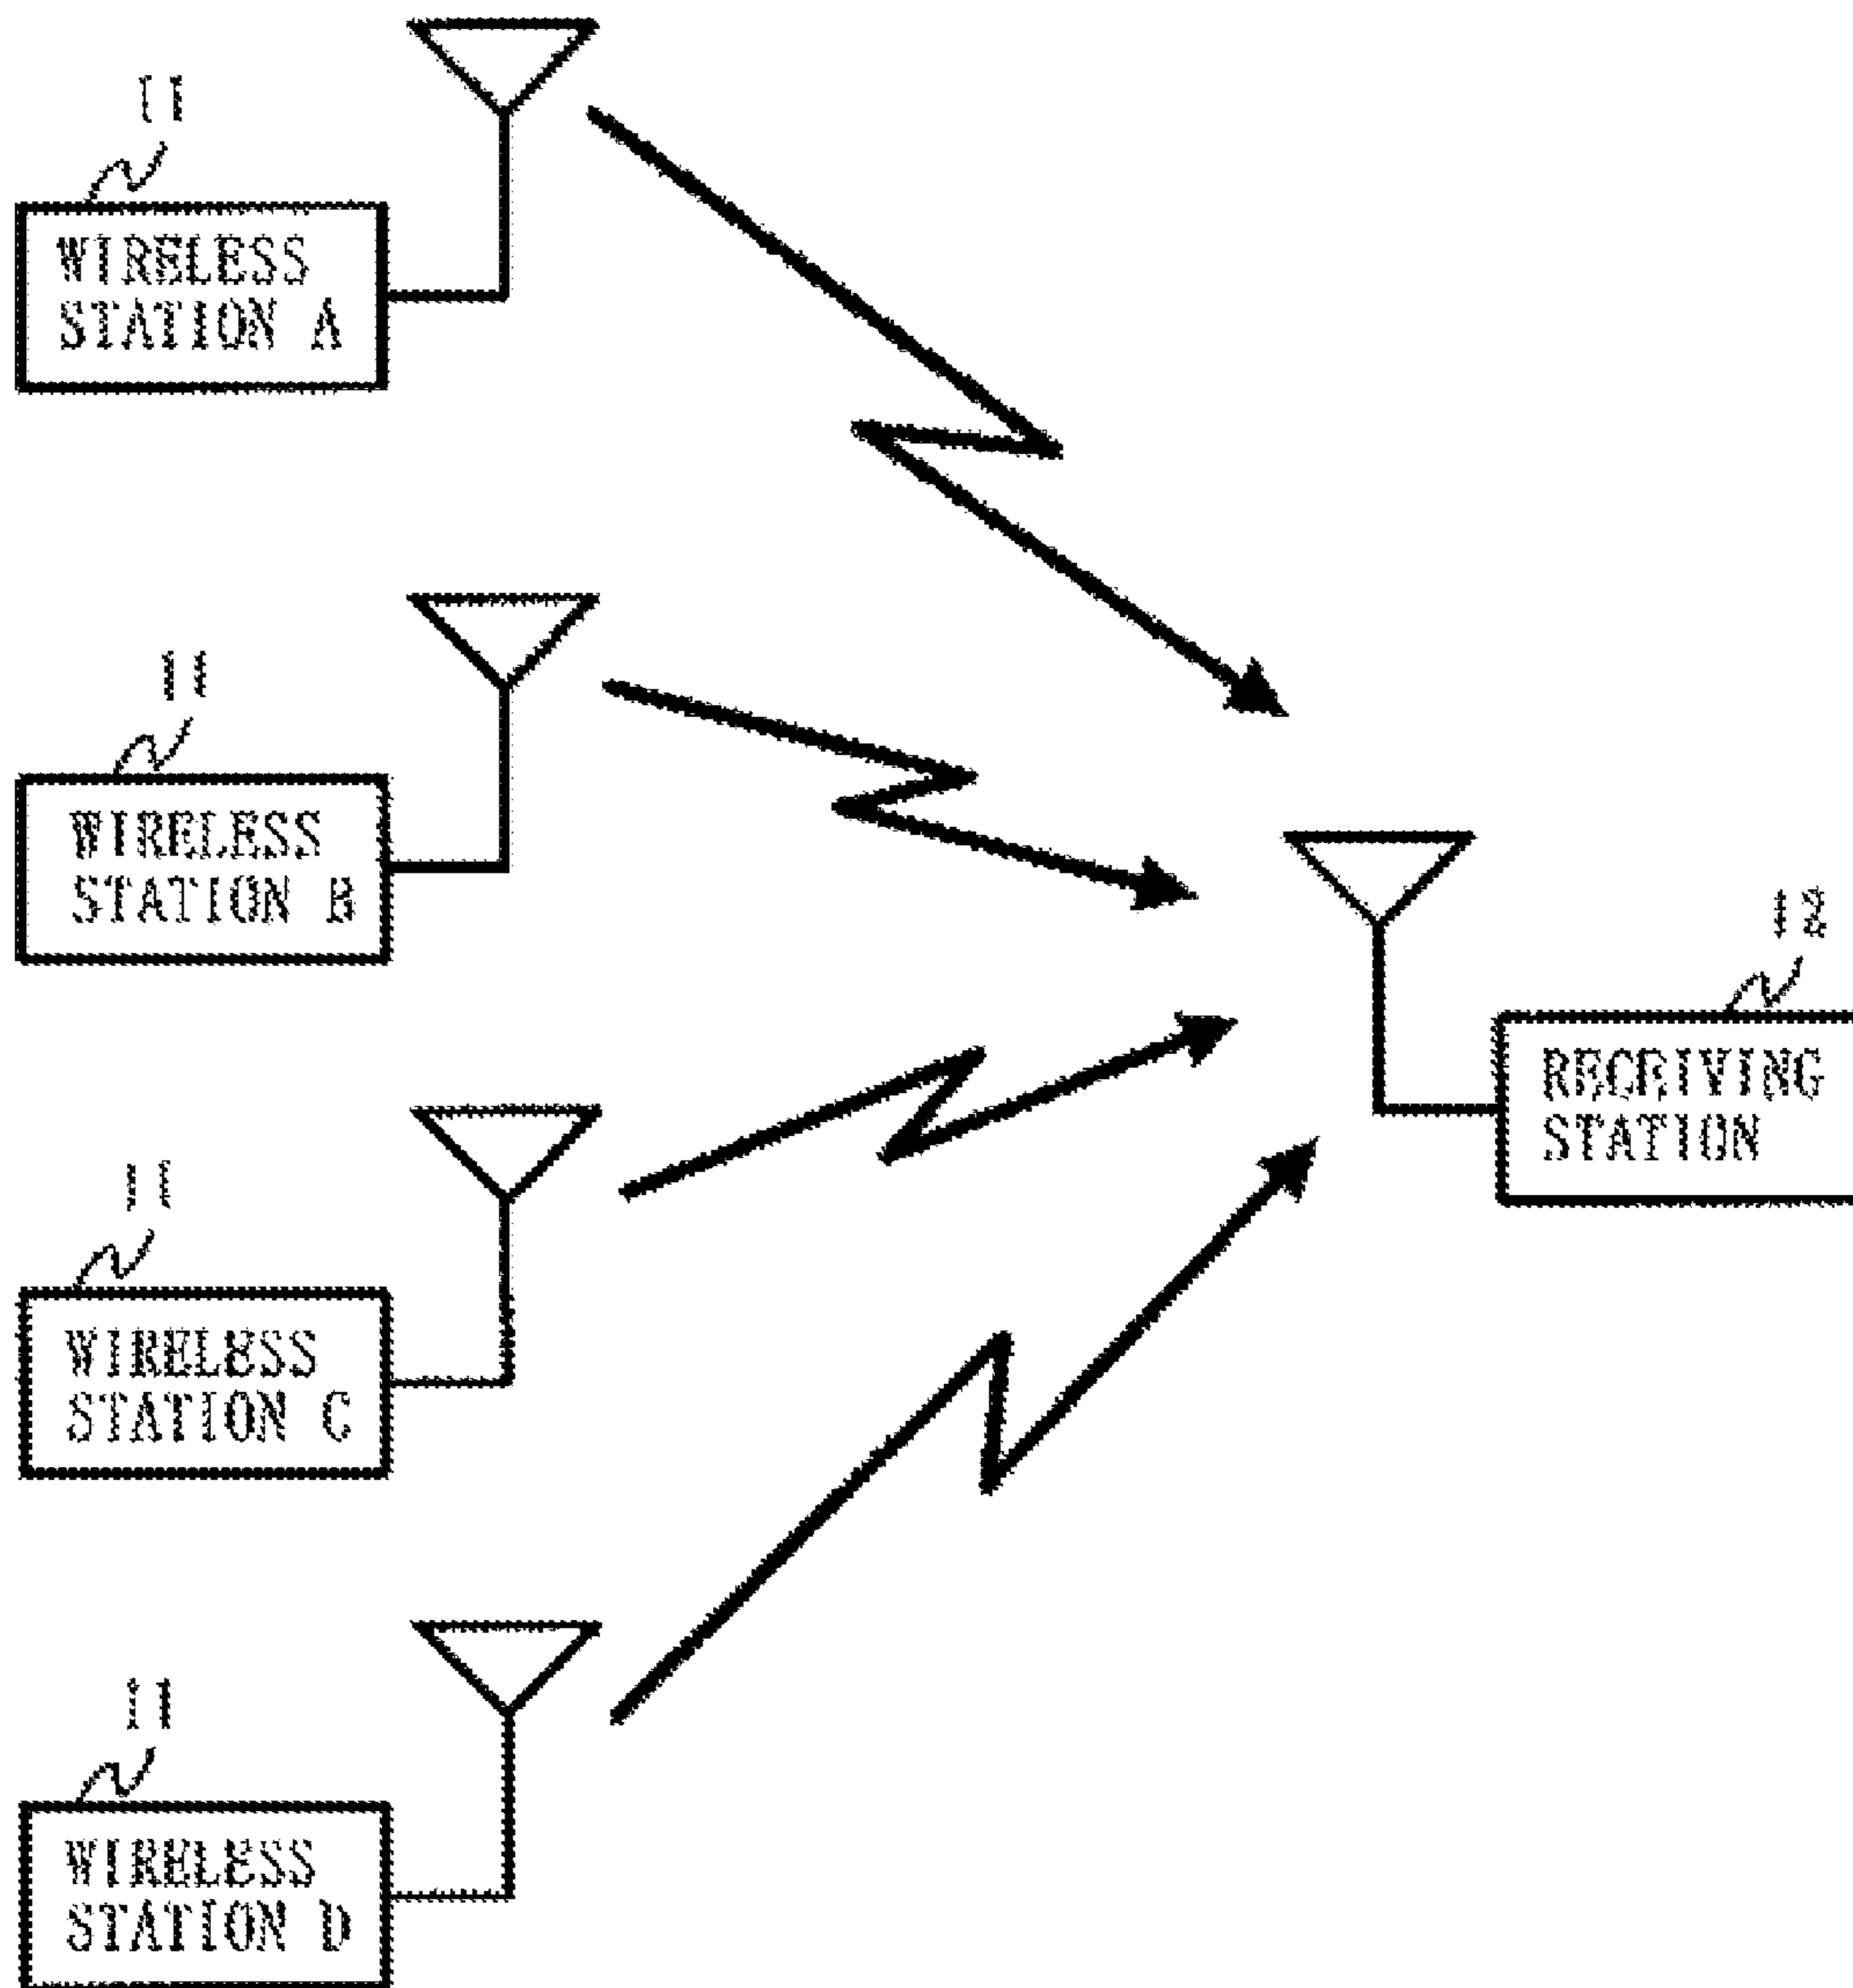 11
WIRELESS
STATION A
11
WIRELESS
STATION B
12
RECEIVING
STATION
11
WIRELESS
STATION C
11
WIRELESS
STATION D